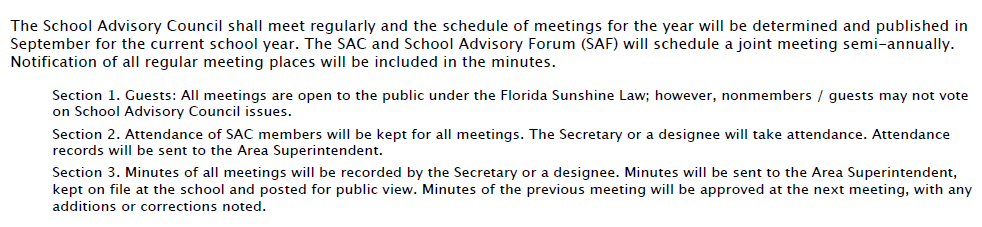 The School Advisory Council shall meet regularly and the schedule of meetings for the year will be determined and published in
September for the current school year. The SAC and School Advisory Forum (SAF) will schedule a joint meeting semi-annually.
Notification of all regular meeting places will be included in the minutes.
Section 1. Guests: All meetings are open to the public under the Florida Sunshine Law; however, nonmembers / guests may not vote
on School Advisory Council issues.
Section 2. Attendance of SAC members will be kept for all meetings. The Secretary or a designee will take attendance. Attendance
records will be sent to the Area Superintendent.
Section 3. Minutes of all meetings will be recorded by the Secretary or a designee. Minutes will be sent to the Area Superintendent,
kept on file at the school and posted for public view. Minutes of the previous meeting will be approved at the next meeting, with any
additions or corrections noted.